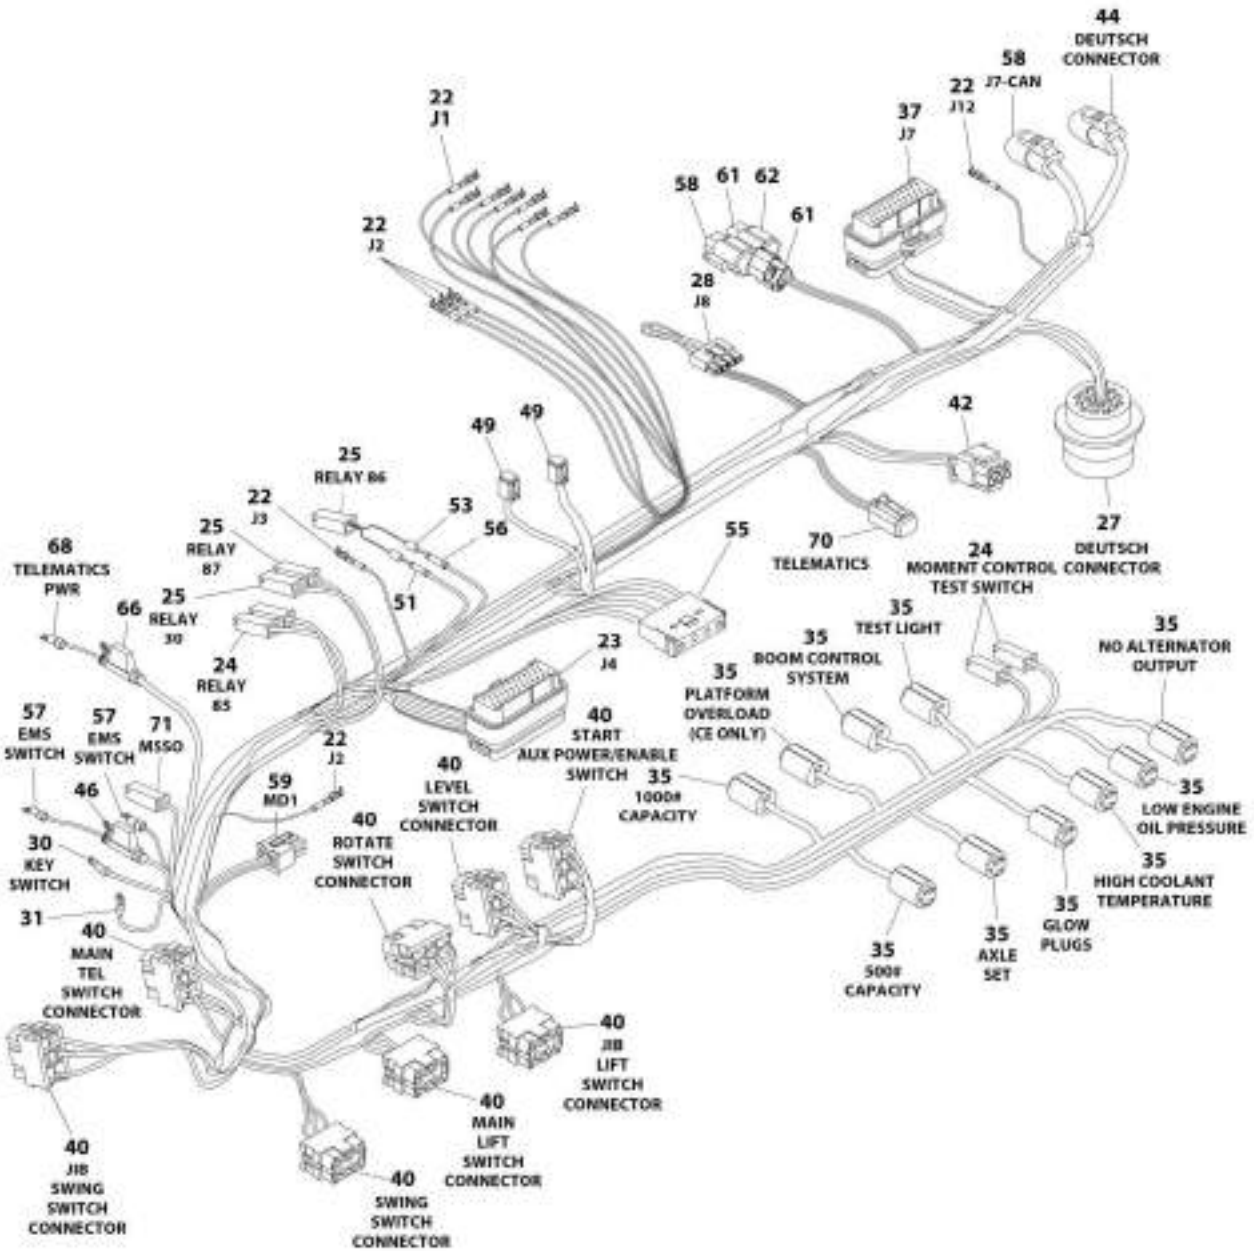 44
DEUTSCH
CONNECTOR
58
J7-CAN
22
J12
37
J7
22
J1
58
61
62
61
22
J2
28
J8
49
49
42
25
RELAY 86
53
56
22
J3
51
25
RELAY
87
55
70
TELEMATICS
27
DEUTSCH
CONNECTOR
24
MOMENT CONTROL
TEST SWITCH
68
TELEMATICS
PWR
66
25
RELAY
30
24
RELAY
85
23
J4
35
TEST LIGHT
35
BOOM CONTROL
SYSTEM
35
PLATFORM
OVERLOAD
(CE ONLY)
35
NO ALTERNATOR
OUTPUT
57
EMS
SWITCH
57
EMS
SWITCH
71
MSSO
22
J2
40
START
AUX POWER/ENABLE
SWITCH
35
1000#
CAPACITY
40
LEVEL
SWITCH
CONNECTOR
46
59
MD1
40
ROTATE
SWITCH
CONNECTOR
35
LOW ENGINE
OIL PRESSURE
30
KEY
SWITCH
35
HIGH COOLANT
TEMPERATURE
31
35
GLOW
PLUGS
35
AXLE
SET
35
500#
CAPACITY
40
MAIN
TEL
SWITCH
CONNECTOR
40
JIB
LIFT
SWITCH
CONNECTOR
40
MAIN
LIFT
SWITCH
CONNECTOR
40
JIB
SWING
SWITCH
CONNECTOR
40
SWING
SWITCH
CONNECTOR